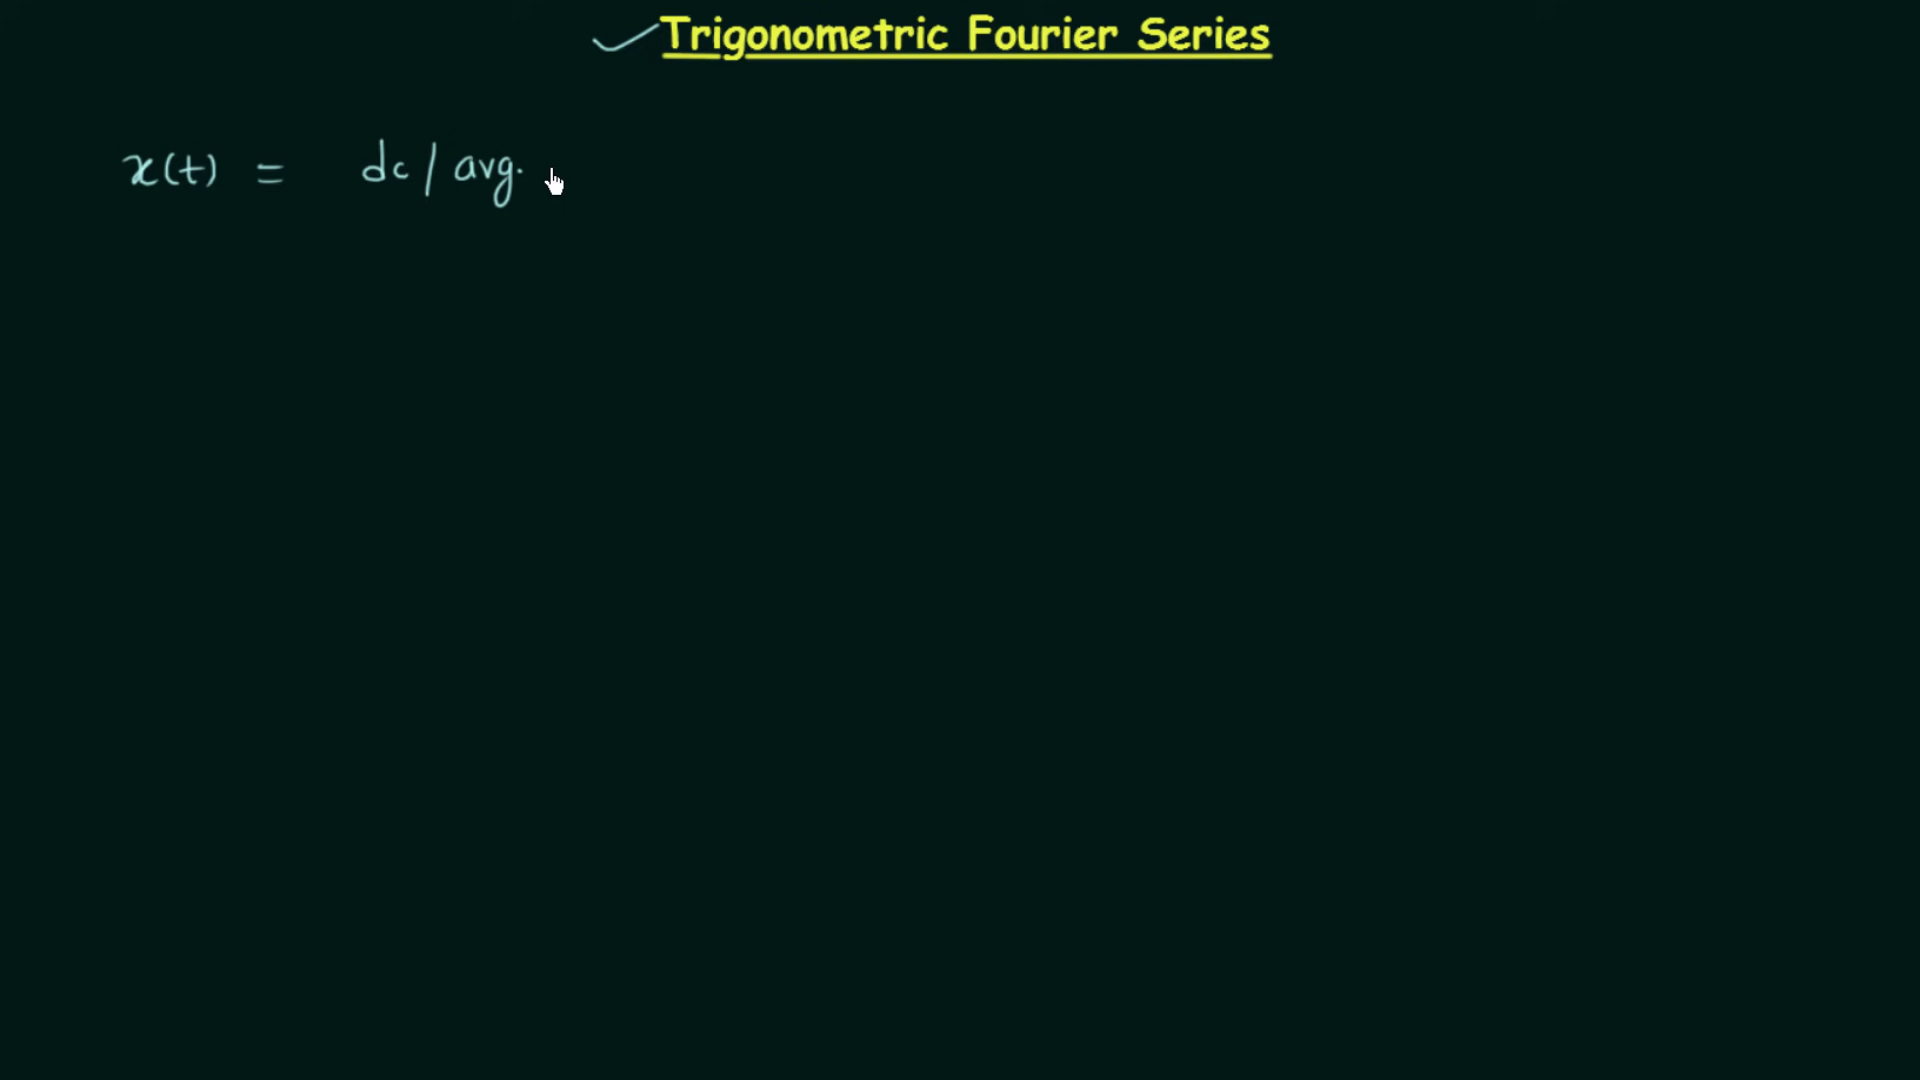 Trigonometric Fourier Series
x(t) = dc / avg.